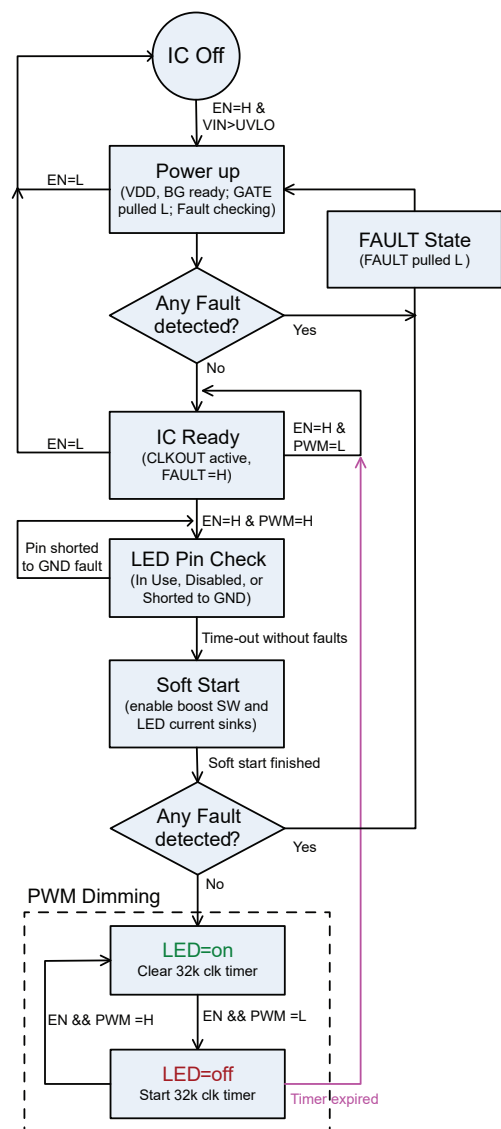 IC Off
EN=H &
VIN>UVLO
Power up
(VDD, BG ready; GATE
pulled L; Fault checking)
EN=L
FAULT State
(FAULT pulled L )
Any Fault
detected?
Yes
No
IC Ready
(CLKOUT active,
FAULT=H)
EN=L
EN=H &
PWM=L
EN=H & PWM=H
Pin shorted
to GND fault
LED Pin Check
(In Use, Disabled, or
Shorted to GND)
Time-out without faults
Soft Start
(enable boost SW and
LED current sinks)
Soft start finished
Any Fault
detected?
Yes
No
PWM Dimming
LED=on
Clear 32k clk timer
EN && PWM =H
EN && PWM =L
LED=off
Start 32k clk timer
Timer expired